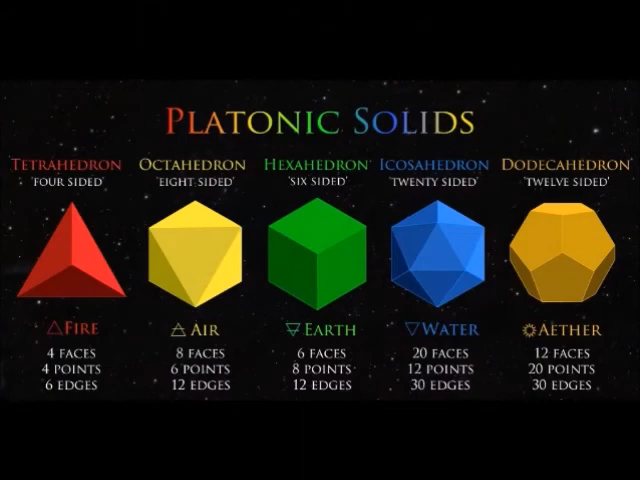 PLATONIC SOLIDS
TETRAHEDRON
'FOUR SIDED'
OCTAHEDRON
'EIGHT SIDED'
HEXAHEDRON
'SIX SIDED'
ICOSAHEDRON
'TWENTY SIDED'
DODECAHEDRON
'TWELVE SIDED'
FIRE
4 FACES
4 POINTS
6 EDGES
AIR
8 FACES
6 POINTS
12 EDGES
EARTH
6 FACES
8 POINTS
12 EDGES
WATER
20 FACES
12 POINTS
30 EDGES
AETHER
12 FACES
20 POINTS
30 EDGES